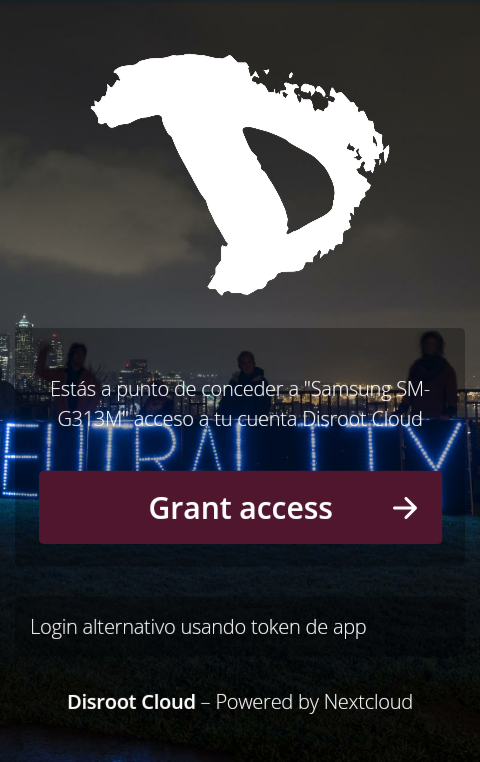 Estás a punto de conceder a "Samsung SM-
G313M" acceso a tu cuenta Disroot Cloud
EUTRALITY
Grant access
Login alternativo usando token de app
Disroot Cloud – Powered by Nextcloud